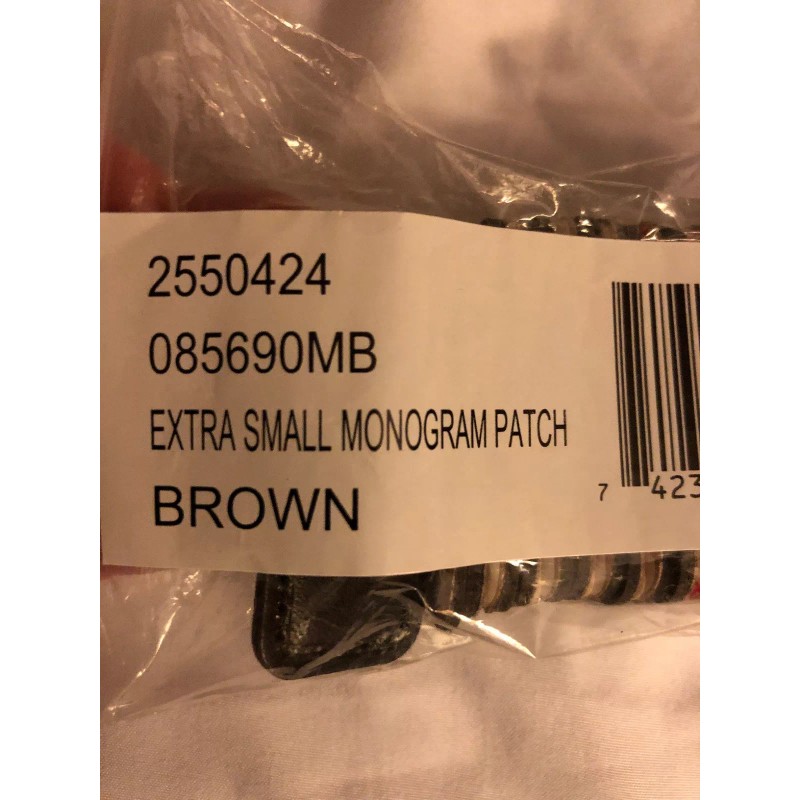 2550424
085690MB
EXTRA SMALL MONOGRAM PATCH
BROWN
7 423